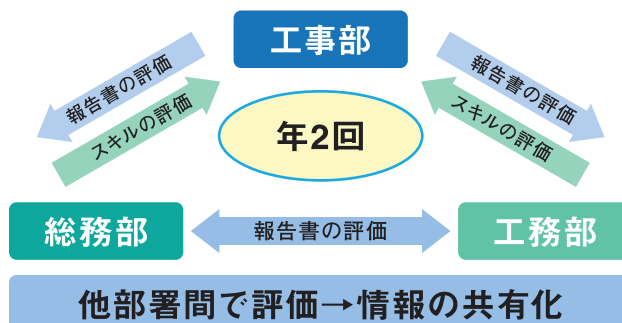 工事部
報告書の評価
スキルの評価
報告書の評価
スキルの評価
年2回
総務部
報告書の評価
工務部
他部署間で評価→情報の共有化